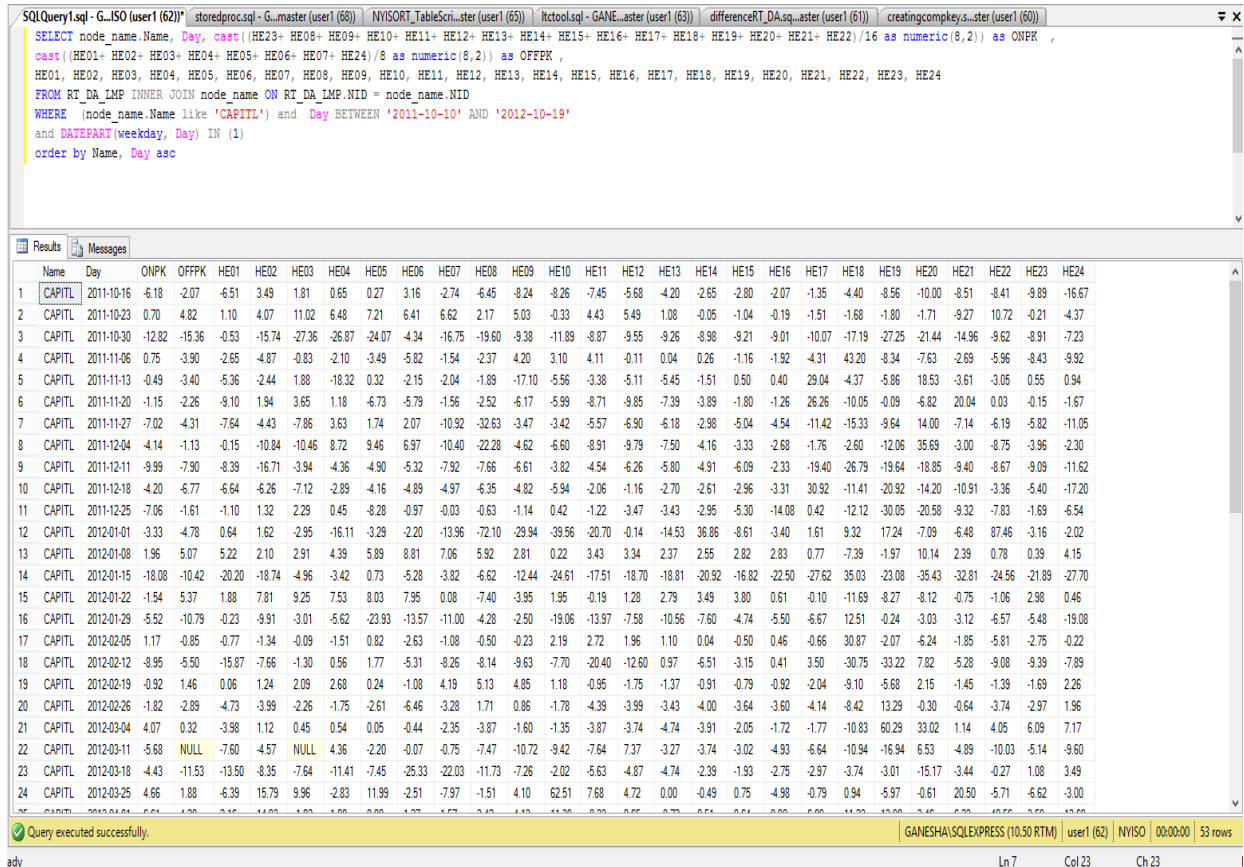 SQLQuery1.sql - G...ISO (user1 (62))* storedproc.sql - G...master (user1 (68)) NYISORT_TableScri...ster (user1 (65)) ltctool.sql - GANE...aster (user1 (63)) differenceRT_DA.sq...aster (user1 (61)) creatingcompkey.s...ster (user1 (60))
SELECT node_name.Name, Day, cast((HE23+ HE08+ HE09+ HE10+ HE11+ HE12+ HE13+ HE14+ HE15+ HE16+ HE17+ HE18+ HE19+ HE20+ HE21+ HE22)/16 as numeric(8,2)) as ONPK ,
cast((HE01+ HE02+ HE03+ HE04+ HE05+ HE06+ HE07+ HE24)/8 as numeric(8,2)) as OFFPK ,
HE01, HE02, HE03, HE04, HE05, HE06, HE07, HE08, HE09, HE10, HE11, HE12, HE13, HE14, HE15, HE16, HE17, HE18, HE19, HE20, HE21, HE22, HE23, HE24
FROM RT_DA_LMP INNER JOIN node_name ON RT_DA_LMP.NID = node_name.NID
WHERE (node_name.Name like 'CAPITL') and Day BETWEEN '2011-10-10' AND '2012-10-19'
and DATEPART(weekday, Day) IN (1)
order by Name, Day asc
Results Messages
Name Day ONPK OFFPK HE01 HE02 HE03 HE04 HE05 HE06 HE07 HE08 HE09 HE10 HE11 HE12 HE13 HE14 HE15 HE16 HE17 HE18 HE19 HE20 HE21 HE22 HE23 HE24
1 CAPITL 2011-10-16 -6.18 -2.07 -6.51 3.49 1.81 0.65 0.27 3.16 -2.74 -6.45 -8.24 -8.26 -7.45 -5.68 -4.20 -2.65 -2.80 -2.07 -1.35 -4.40 -8.56 -10.00 -8.51 -8.41 -9.89 -16.67
2 CAPITL 2011-10-23 0.70 4.82 1.10 4.07 11.02 6.48 7.21 6.41 6.62 2.17 5.03 -0.33 4.43 5.49 1.08 -0.05 -1.04 -0.19 -1.51 -1.68 -1.80 -1.71 -9.27 10.72 -0.21 -4.37
3 CAPITL 2011-10-30 -12.82 -15.36 -0.53 -15.74 -27.36 -26.87 -24.07 -4.34 -16.75 -19.60 -9.38 -11.89 -8.87 -9.55 -9.26 -8.98 -9.21 -9.01 -10.07 -17.19 -27.25 -21.44 -14.96 -9.62 -8.91 -7.23
4 CAPITL 2011-11-06 0.75 -3.90 -2.65 -4.87 -0.83 -2.10 -3.49 -5.82 -1.54 -2.37 4.20 3.10 4.11 -0.11 0.04 0.26 -1.16 -1.92 -4.31 43.20 -8.34 -7.63 -2.69 -5.96 -8.43 -9.92
5 CAPITL 2011-11-13 -0.49 -3.40 -5.36 -2.44 1.88 -18.32 0.32 -2.15 -2.04 -1.89 -17.10 -5.56 -3.38 -5.11 -5.45 -1.51 0.50 0.40 29.04 -4.37 -5.86 18.53 -3.61 -3.05 0.55 0.94
6 CAPITL 2011-11-20 -1.15 -2.26 -9.10 1.94 3.65 1.18 -6.73 -5.79 -1.56 -2.52 -6.17 -5.99 -8.71 -9.85 -7.39 -3.89 -1.80 -1.26 26.26 -10.05 -0.09 -6.82 20.04 0.03 -0.15 -1.67
7 CAPITL 2011-11-27 -7.02 -4.31 -7.64 -4.43 -7.86 3.63 1.74 2.07 -10.92 -32.63 -3.47 -3.42 -5.57 -6.90 -6.18 -2.98 -5.04 -4.54 -11.42 -15.33 -9.64 14.00 -7.14 -6.19 -5.82 -11.05
8 CAPITL 2011-12-04 -4.14 -1.13 -0.15 -10.84 -10.46 8.72 9.46 6.97 -10.40 -22.28 -4.62 -6.60 -8.91 -9.79 -7.50 -4.16 -3.33 -2.68 -1.76 -2.60 -12.06 35.69 -3.00 -8.75 -3.96 -2.30
9 CAPITL 2011-12-11 -9.99 -7.90 -8.39 -16.71 -3.94 -4.36 -4.90 -5.32 -7.92 -7.66 -6.61 -3.82 -4.54 -6.26 -5.80 -4.91 -6.09 -2.33 -19.40 -26.79 -19.64 -18.85 -9.40 -8.67 -9.09 -11.62
10 CAPITL 2011-12-18 -4.20 -6.77 -6.64 -6.26 -7.12 -2.89 -4.16 -4.89 -4.97 -6.35 -4.82 -5.94 -2.06 -1.16 -2.70 -2.61 -2.96 -3.31 30.92 -11.41 -20.92 -14.20 -10.91 -3.36 -5.40 -17.20
11 CAPITL 2011-12-25 -7.06 -1.61 -1.10 1.32 2.29 0.45 -8.28 -0.97 -0.03 -0.63 -1.14 0.42 -1.22 -3.47 -3.43 -2.95 -5.30 -14.08 0.42 -12.12 -30.05 -20.58 -9.32 -7.83 -1.69 -6.54
12 CAPITL 2012-01-01 -3.33 -4.78 0.64 1.62 -2.95 -16.11 -3.29 -2.20 -13.96 -72.10 -29.94 -39.56 -20.70 -0.14 -14.53 36.86 -8.61 -3.40 1.61 9.32 17.24 -7.09 -6.48 87.46 -3.16 -2.02
13 CAPITL 2012-01-08 1.96 5.07 5.22 2.10 2.91 4.39 5.89 8.81 7.06 5.92 2.81 0.22 3.43 3.34 2.37 2.55 2.82 2.83 0.77 -7.39 -1.97 10.14 2.39 0.78 0.39 4.15
14 CAPITL 2012-01-15 -18.08 -10.42 -20.20 -18.74 -4.96 -3.42 0.73 -5.28 -3.82 -6.62 -12.44 -24.61 -17.51 -18.70 -18.81 -20.92 -16.82 -22.50 -27.62 35.03 -23.08 -35.43 -32.81 -24.56 -21.89 -27.70
15 CAPITL 2012-01-22 -1.54 5.37 1.88 7.81 9.25 7.53 8.03 7.95 0.08 -7.40 -3.95 1.95 -0.19 1.28 2.79 3.49 3.80 0.61 -0.10 -11.69 -8.27 -8.12 -0.75 -1.06 2.98 0.46
16 CAPITL 2012-01-29 -5.52 -10.79 -0.23 -9.91 -3.01 -5.62 -23.93 -13.57 -11.00 -4.28 -2.50 -19.06 -13.97 -7.58 -10.56 -7.60 -4.74 -5.50 -6.67 12.51 -0.24 -3.03 -3.12 -6.57 -5.48 -19.08
17 CAPITL 2012-02-05 1.17 -0.85 -0.77 -1.34 -0.09 -1.51 0.82 -2.63 -1.08 -0.50 -0.23 2.19 2.72 1.96 1.10 0.04 -0.50 0.46 -0.66 30.87 -2.07 -6.24 -1.85 -5.81 -2.75 -0.22
18 CAPITL 2012-02-12 -8.95 -5.50 -15.87 -7.66 -1.30 0.56 1.77 -5.31 -8.26 -8.14 -9.63 -7.70 -20.40 -12.60 0.97 -6.51 -3.15 0.41 3.50 -30.75 -33.22 7.82 -5.28 -9.08 -9.39 -7.89
19 CAPITL 2012-02-19 -0.92 1.46 0.06 1.24 2.09 2.68 0.24 -1.08 4.19 5.13 4.85 1.18 -0.95 -1.75 -1.37 -0.91 -0.79 -0.92 -2.04 -9.10 -5.68 2.15 -1.45 -1.39 -1.69 2.26
20 CAPITL 2012-02-26 -1.82 -2.89 -4.73 -3.99 -2.26 -1.75 -2.61 -6.46 -3.28 1.71 0.86 -1.78 -4.39 -3.99 -3.43 -4.00 -3.64 -3.60 -4.14 -8.42 13.29 -0.30 -0.64 -3.74 -2.97 1.96
21 CAPITL 2012-03-04 4.07 0.32 -3.98 1.12 0.45 0.54 0.05 -0.44 -2.35 -3.87 -1.60 -1.35 -3.87 -3.74 -4.74 -3.91 -2.05 -1.72 -1.77 -10.83 60.29 33.02 1.14 4.05 6.09 7.17
22 CAPITL 2012-03-11 -5.68 NULL -7.60 -4.57 NULL 4.36 -2.20 -0.07 -0.75 -7.47 -10.72 -9.42 -7.64 7.37 -3.27 -3.74 -3.02 -4.93 -6.64 -10.94 -16.94 6.53 -4.89 -10.03 -5.14 -9.60
23 CAPITL 2012-03-18 -4.43 -11.53 -13.50 -8.35 -7.64 -11.41 -7.45 -25.33 -22.03 -11.73 -7.26 -2.02 -5.63 -4.87 -4.74 -2.39 -1.93 -2.75 -2.97 -3.74 -3.01 -15.17 -3.44 -0.27 1.08 3.49
24 CAPITL 2012-03-25 4.66 1.88 -6.39 15.79 9.96 -2.83 11.99 -2.51 -7.97 -1.51 4.10 62.51 7.68 4.72 0.00 -0.49 0.75 -4.98 -0.79 0.94 -5.97 -0.61 20.50 -5.71 -6.62 -3.00
Query executed successfully. GANESHA\SQLEXPRESS (10.50 RTM) user1 (62) NYISO 00:00:00 53 rows
ady Ln 7 Col 23 Ch 23